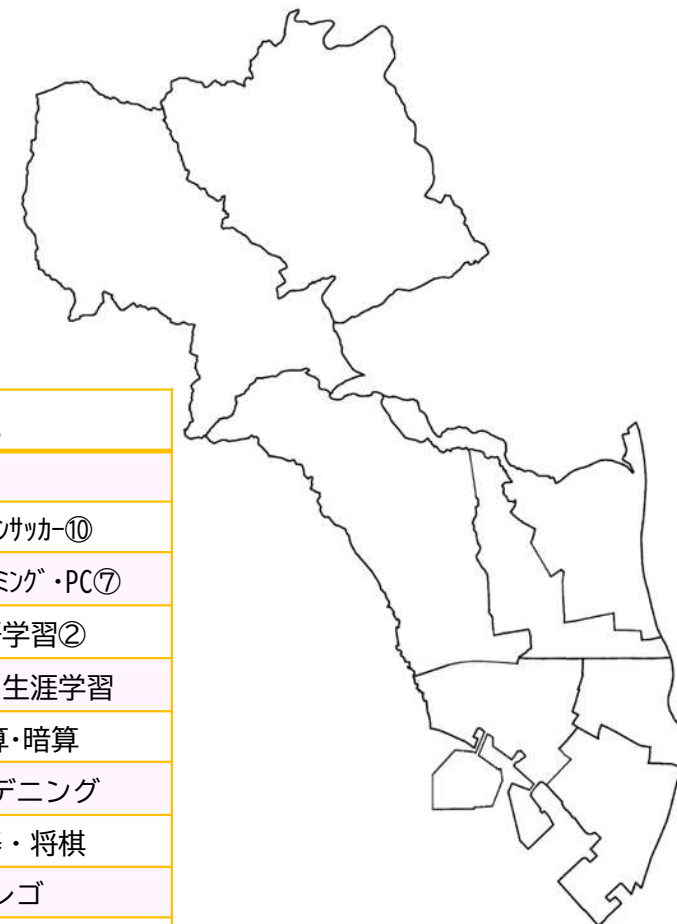 ンサッカー⑩
ミング・PC⑦
学習②
生涯学習
算・暗算
デニング
・将棋
レゴ